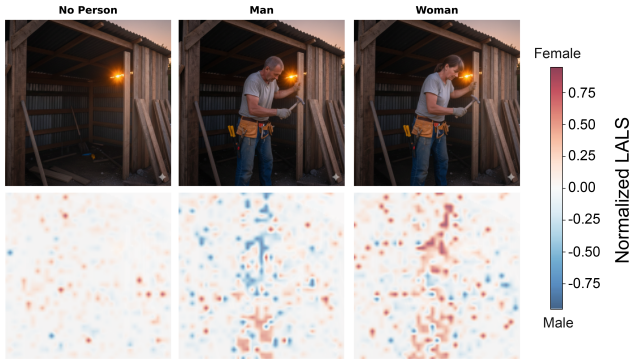 No Person
Man
Woman
Female
0.75
0.50
0.25
0.00
-0.25
-0.50
-0.75
Male
Normalized LALS